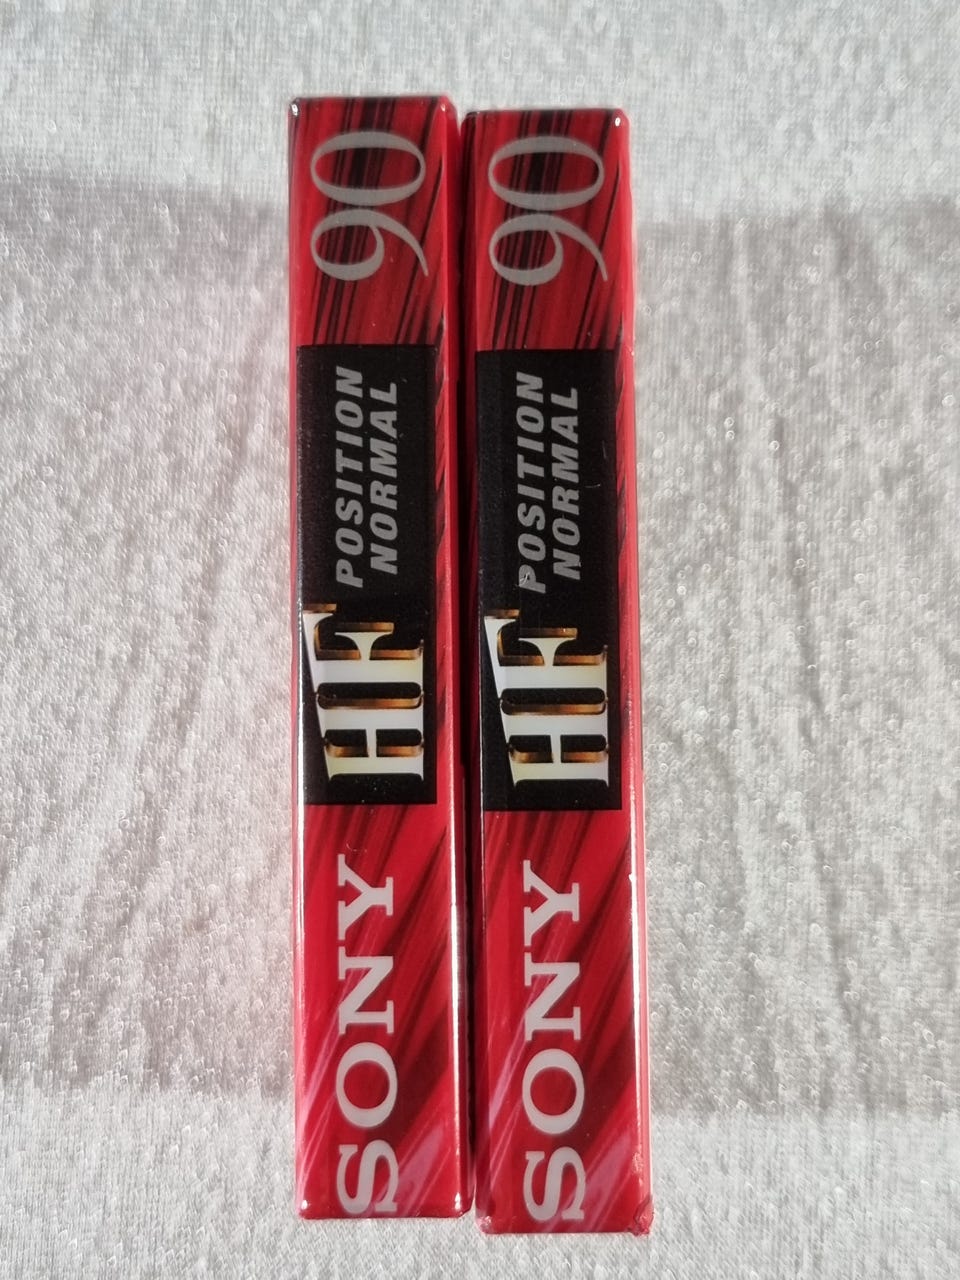 SONY
HF
POSITION
NORMAL
90
SONY
HF
POSITION
NORMAL
90